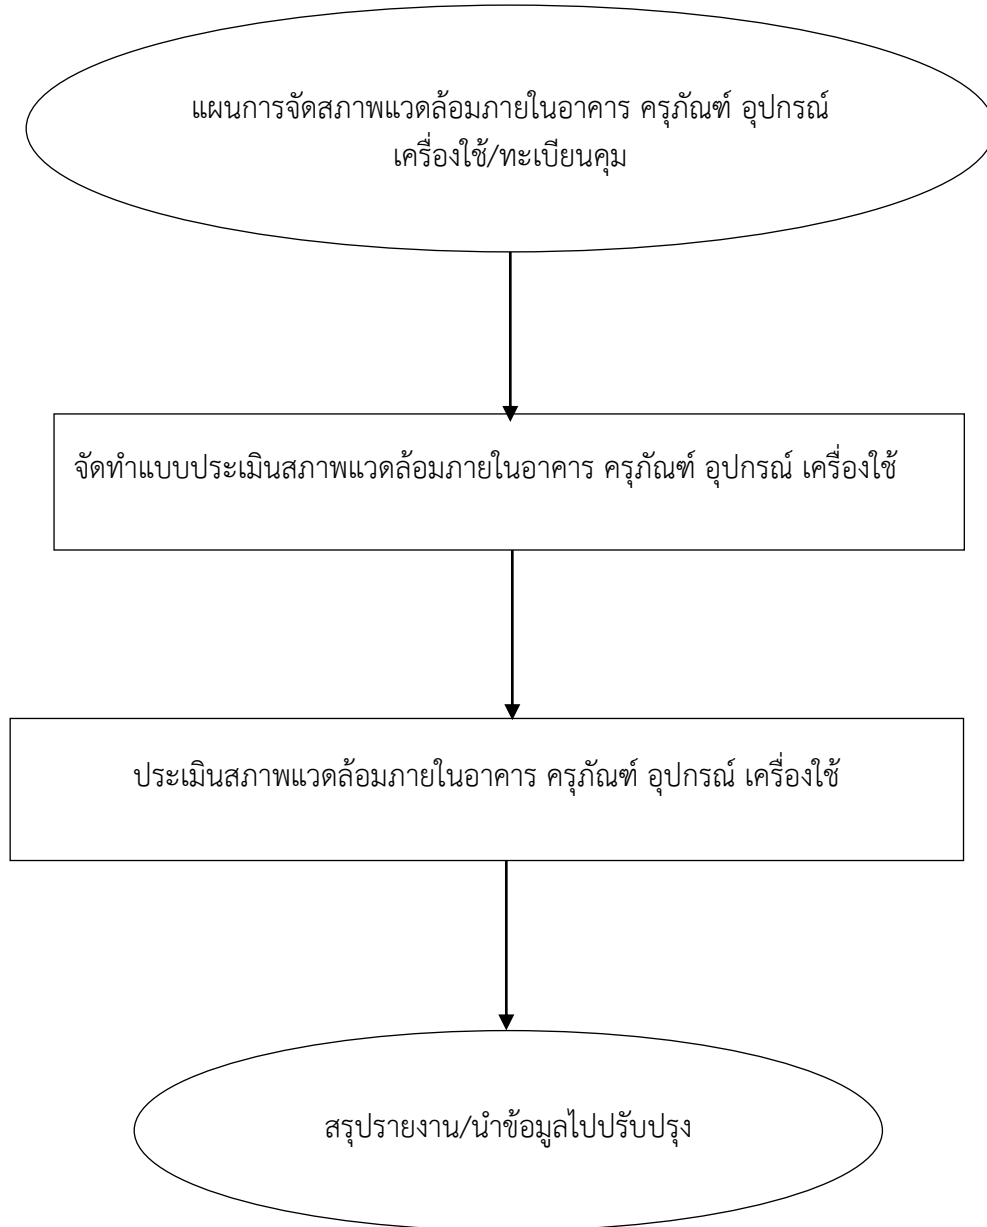 แผนการจัดสภาพแวดล้อมภายในอาคาร ครุภัณฑ์ อุปกรณ์
เครื่องใช้/ทะเบียนคุม
จัดทำแบบประเมินสภาพแวดล้อมภายในอาคาร ครุภัณฑ์ อุปกรณ์ เครื่องใช้
ประเมินสภาพแวดล้อมภายในอาคาร ครุภัณฑ์ อุปกรณ์ เครื่องใช้
สรุปรายงาน/นำข้อมูลไปปรับปรุง